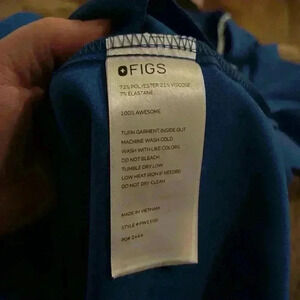 FIGS
72% POLYESTER 21% VISCOSE
7% ELASTANE
100% AWESOME
TURN GARMENT INSIDE OUT
MACHINE WASH COLD
WASH WITH LIKE COLORS
DO NOT BLEACH
TUMBLE DRY LOW
LOW HEAT IRON IF NEEDED
DO NOT DRY CLEAN
MADE IN VIETNAM
STYLE #
PO#